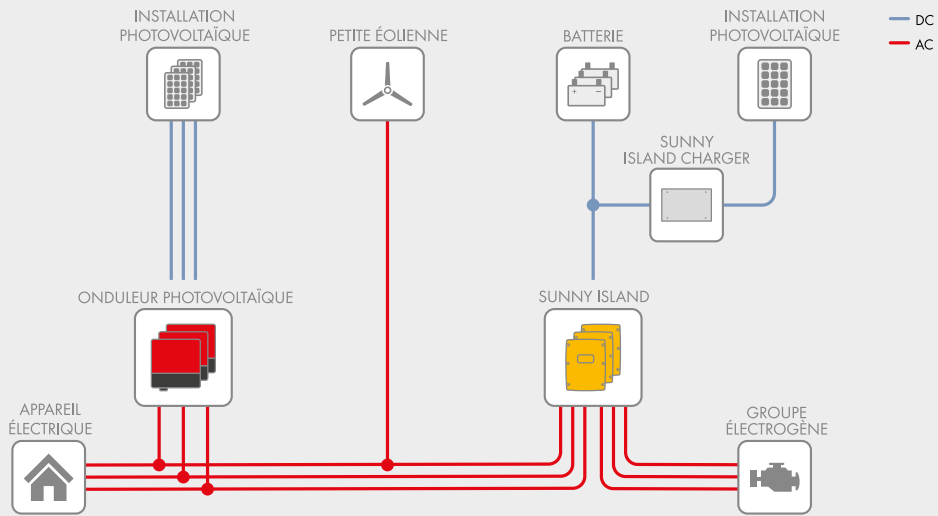 INSTALLATION
PHOTOVOLTAÏQUE
PETITE ÉOLIENNE
BATTERIE
INSTALLATION
PHOTOVOLTAÏQUE
DC
AC
SUNNY
ISLAND CHARGER
ONDULEUR PHOTOVOLTAÏQUE
SUNNY ISLAND
APPAREIL
ÉLECTRIQUE
GROUPE
ÉLECTROGÈNE